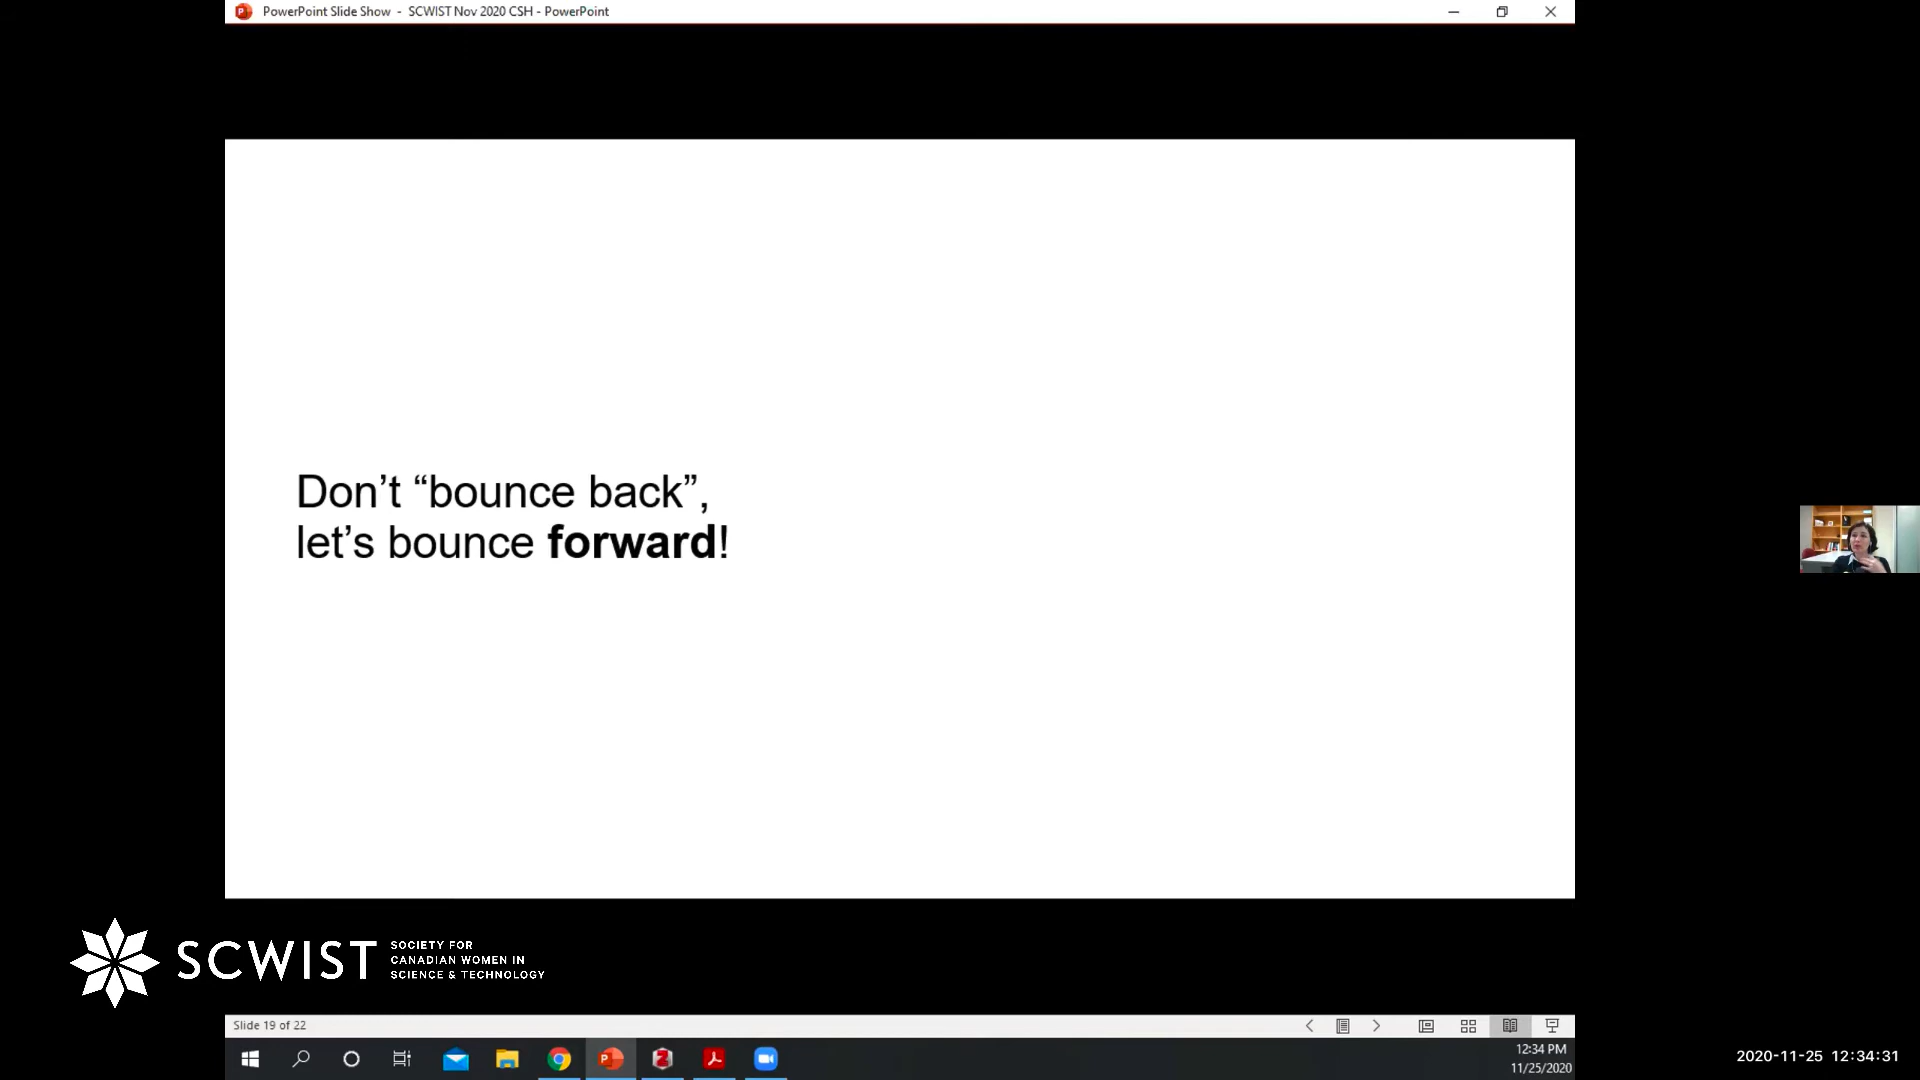 PowerPoint Slide Show - SCWIST Nov 2020 CSH - PowerPoint
Don’t “bounce back”,
let’s bounce forward!
SCWIST
SOCIETY FOR
CANADIAN WOMEN IN
SCIENCE & TECHNOLOGY
Slide 19 of 22
12:34 PM
11/25/2020
2020-11-25 12:34:31